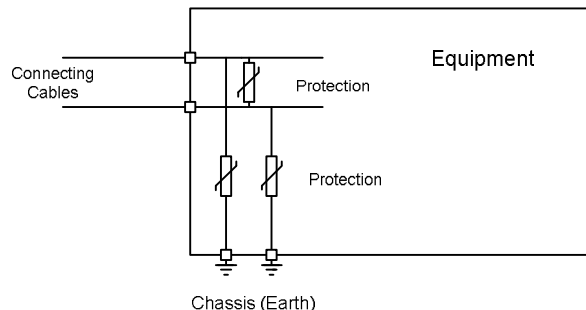 Equipment
Connecting
Cables
Protection
Protection
Chassis (Earth)